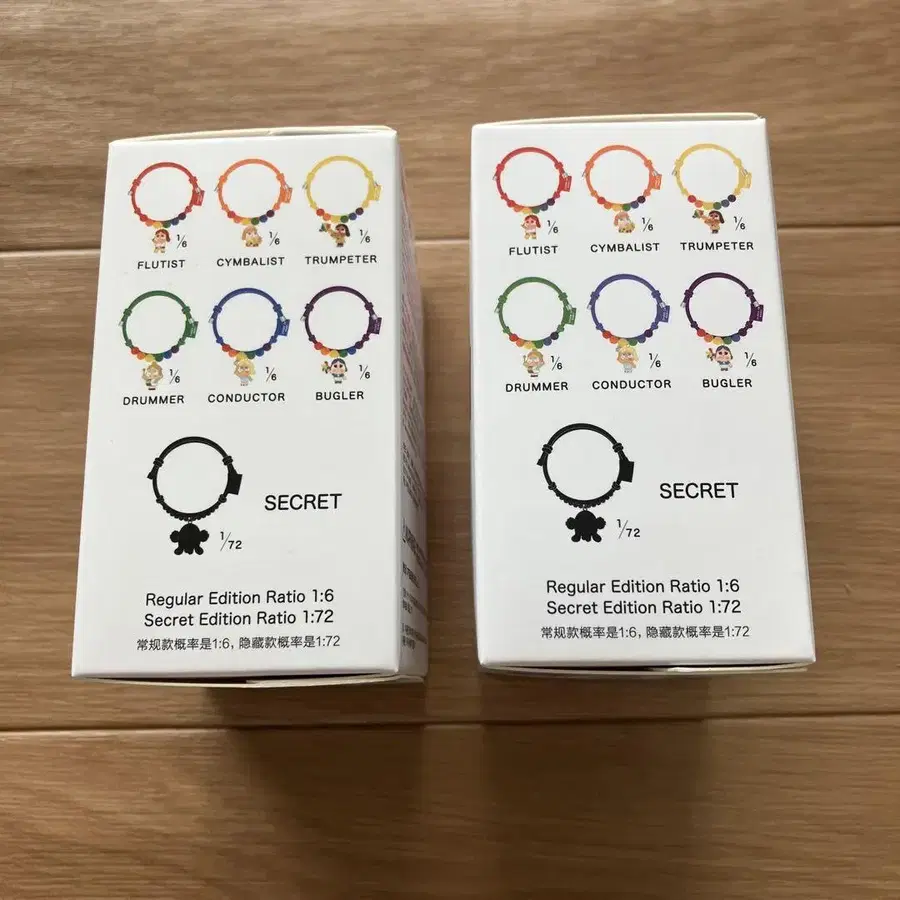 1/6 1/6 1/6
FLUTIST CYMBALIST TRUMPETER
1/6 1/6 1/6
DRUMMER CONDUCTOR BUGLER
SECRET
1/72
Regular Edition Ratio 1:6
Secret Edition Ratio 1:72
常规款概率是1:6, 隐藏款概率是1:72
1/6 1/6 1/6
FLUTIST CYMBALIST TRUMPETER
1/6 1/6 1/6
DRUMMER CONDUCTOR BUGLER
SECRET
1/72
Regular Edition Ratio 1:6
Secret Edition Ratio 1:72
常规款概率是1:6, 隐藏款概率是1:72